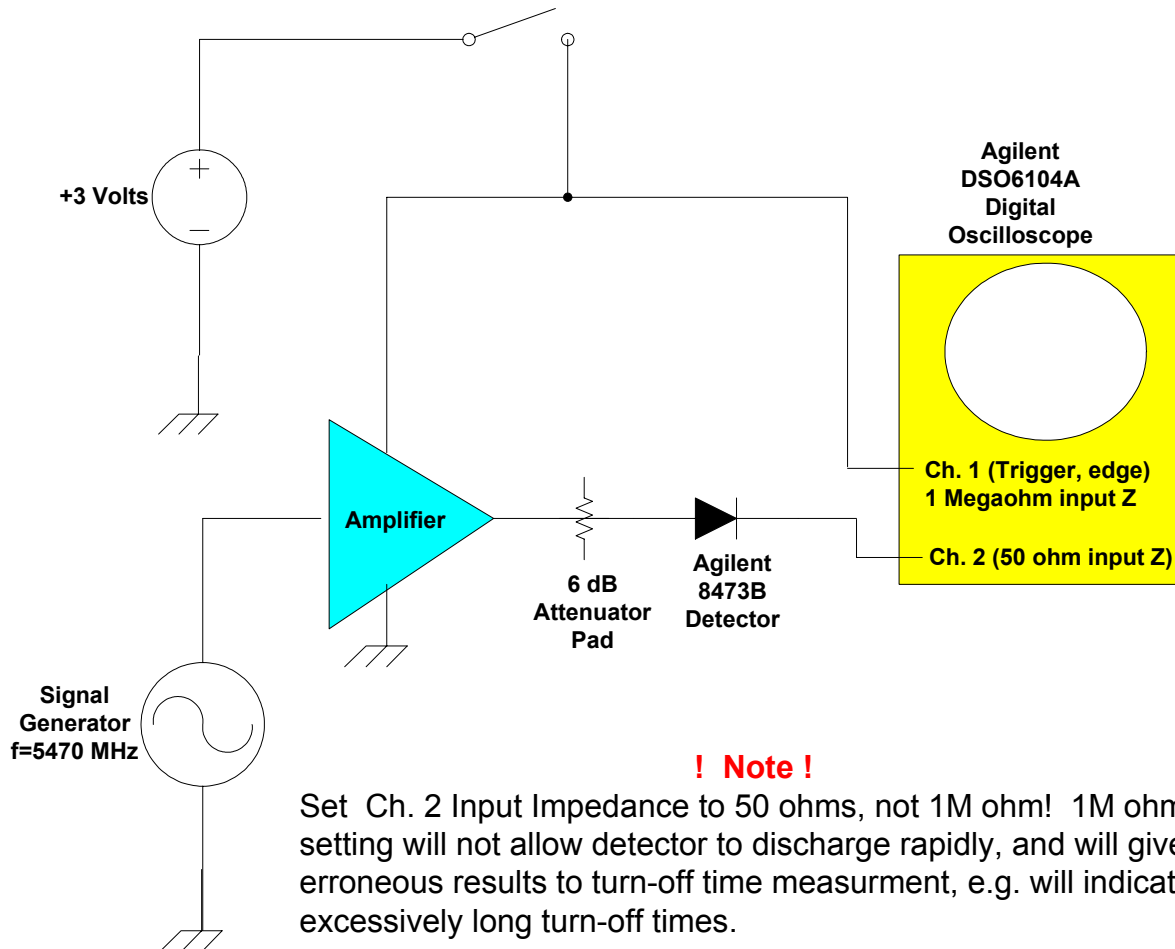 +3 Volts
+
Agilent
DSO6104A
Digital
Oscilloscope
Ch. 1 (Trigger, edge)
1 Megaohm input Z
Ch. 2 (50 ohm input Z)
Amplifier
6 dB
Attenuator
Pad
Agilent
8473B
Detector
Signal
Generator
f=5470 MHz
! Note !
Set Ch. 2 Input Impedance to 50 ohms, not 1M ohm! 1M ohm
setting will not allow detector to discharge rapidly, and will give
erroneous results to turn-off time measurment, e.g. will indicat
excessively long turn-off times.